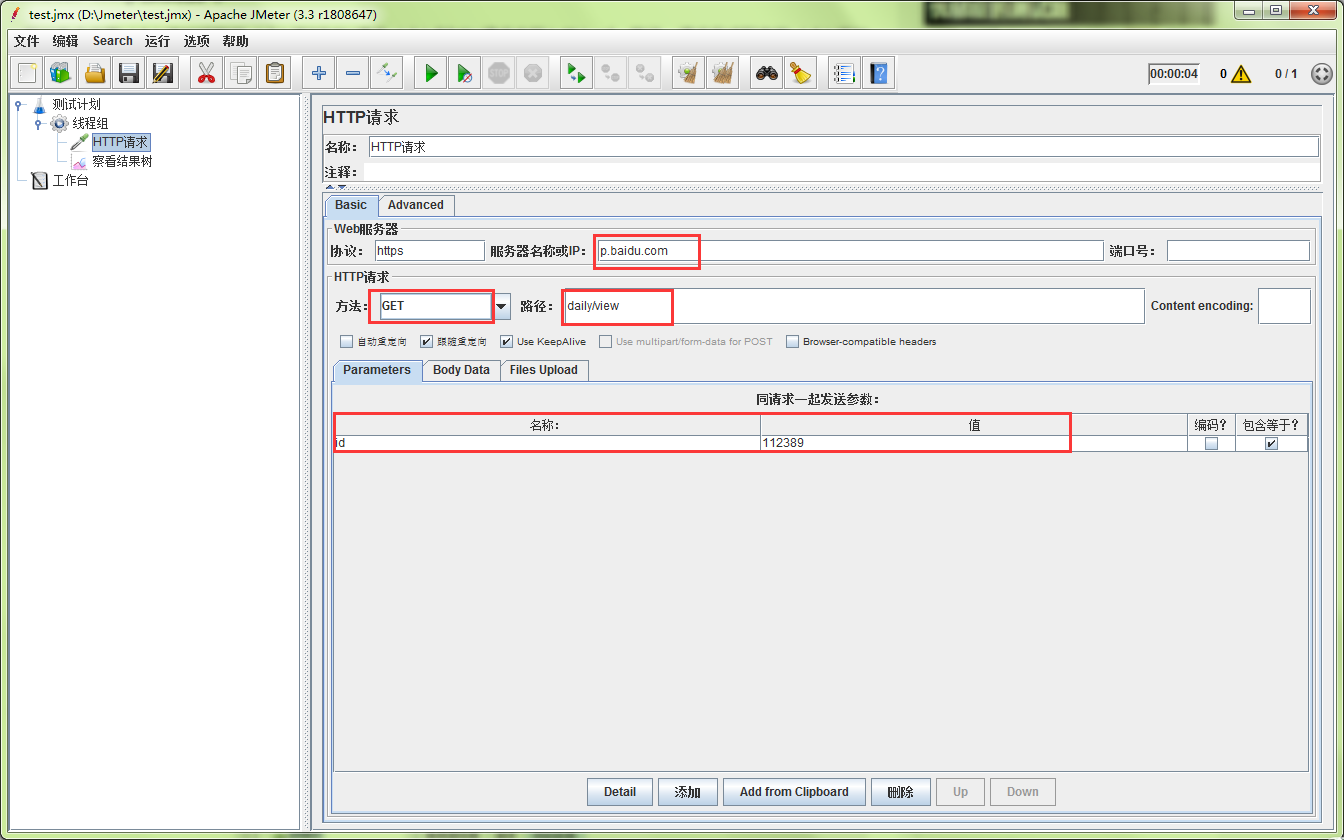 test.jmx (D:\Jmeter\test.jmx) - Apache JMeter (3.3 r1808647)
文件 编辑 Search 运行 选项 帮助
STOP 00:00:04 0 0 / 1
测试计划
线程组
HTTP请求
察看结果树
工作台
HTTP请求
名称： HTTP请求
注释：
Basic Advanced
Web服务器
协议： https 服务器名称或IP： p.baidu.com 端口号：
HTTP请求
方法： GET 路径： daily/view Content encoding:
自动重定向 跟随重定向 Use KeepAlive Use multipart/form-data for POST Browser-compatible headers
Parameters Body Data Files Upload
同请求一起发送参数：
名称: 值 编码? 包含等于?
id 112389
Detail 添加 Add from Clipboard 删除 Up Down